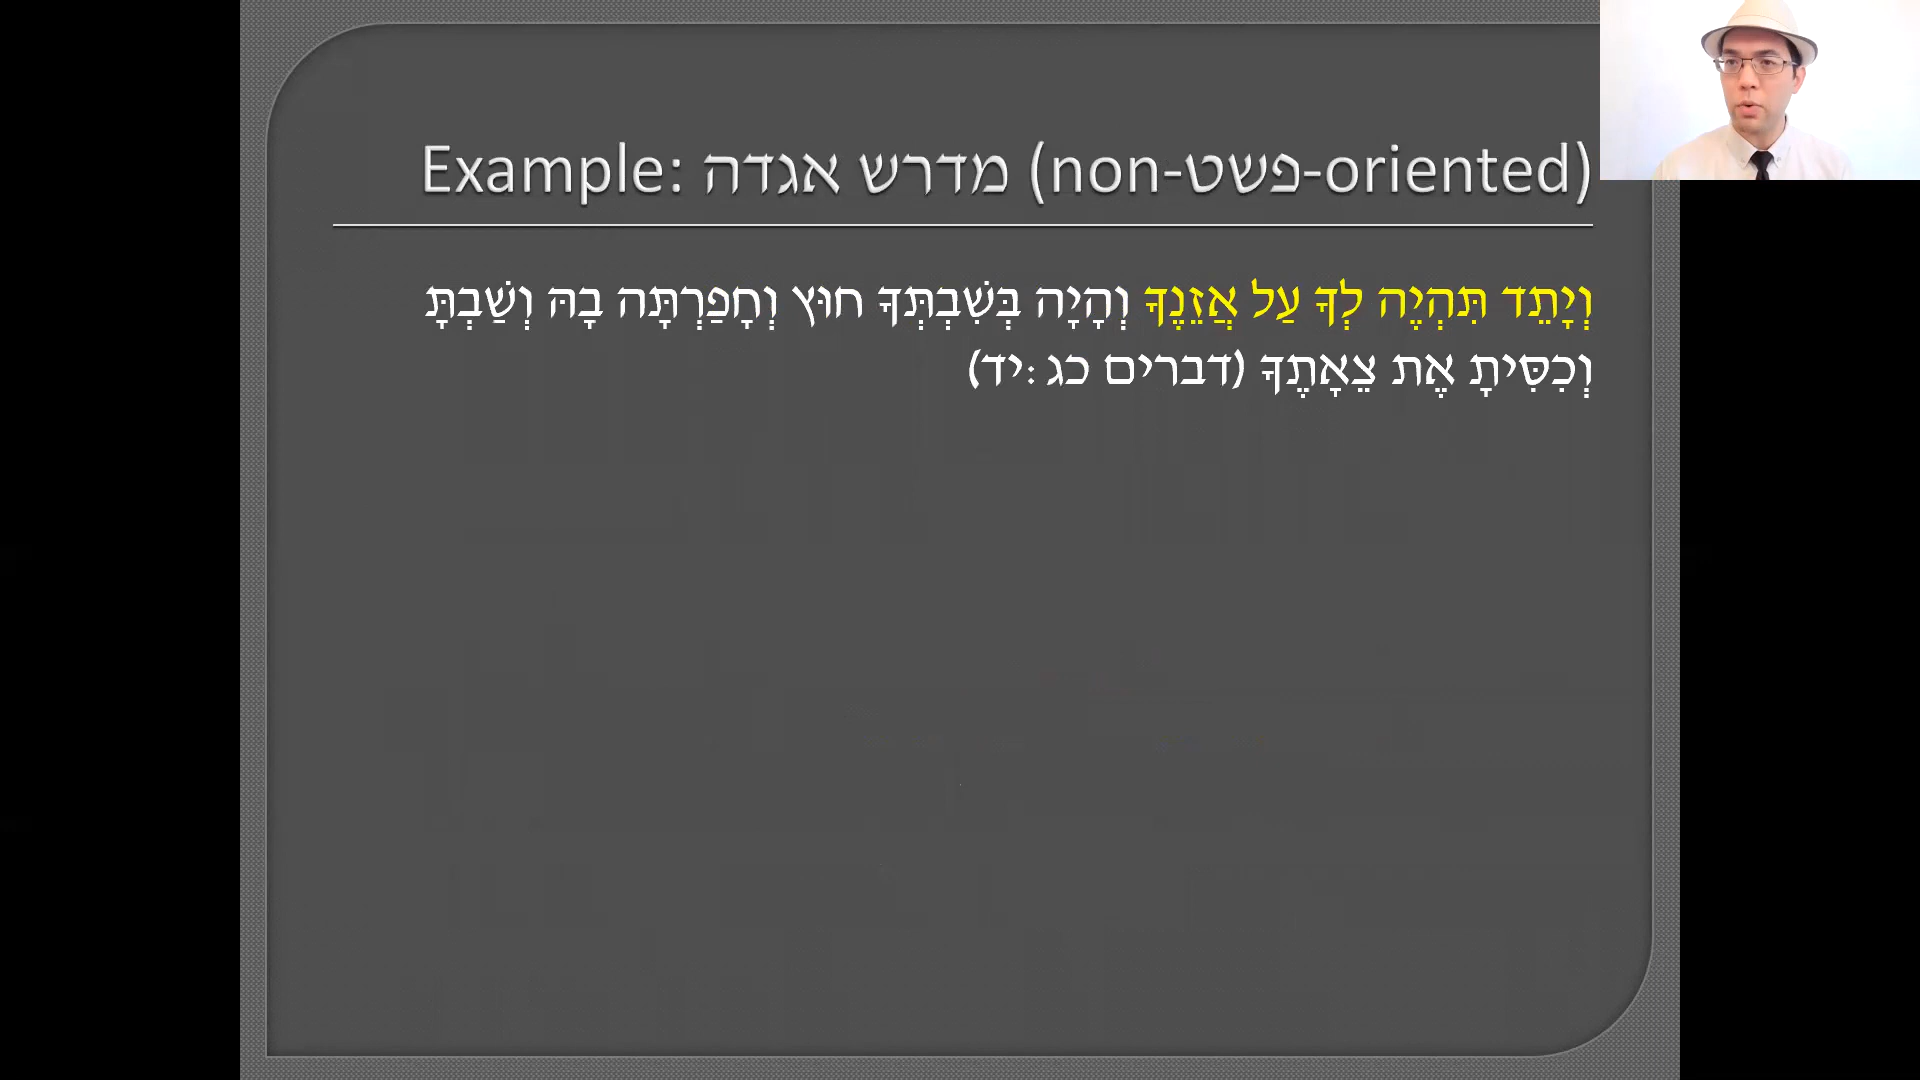 Example: מדרש אגדה (non-פשט-oriented)
וְיָתֵד תִּהְיֶה לְךָ עַל אֲזֵנֶךָ וְהָיָה בְּשִׁבְתְּךָ חוּץ וְחָפַרְתָּה בָהּ וְשַׁבְתָּ
וְכִסִּיתָ אֶת צֵאָתֶךָ (דברים כג:יד)